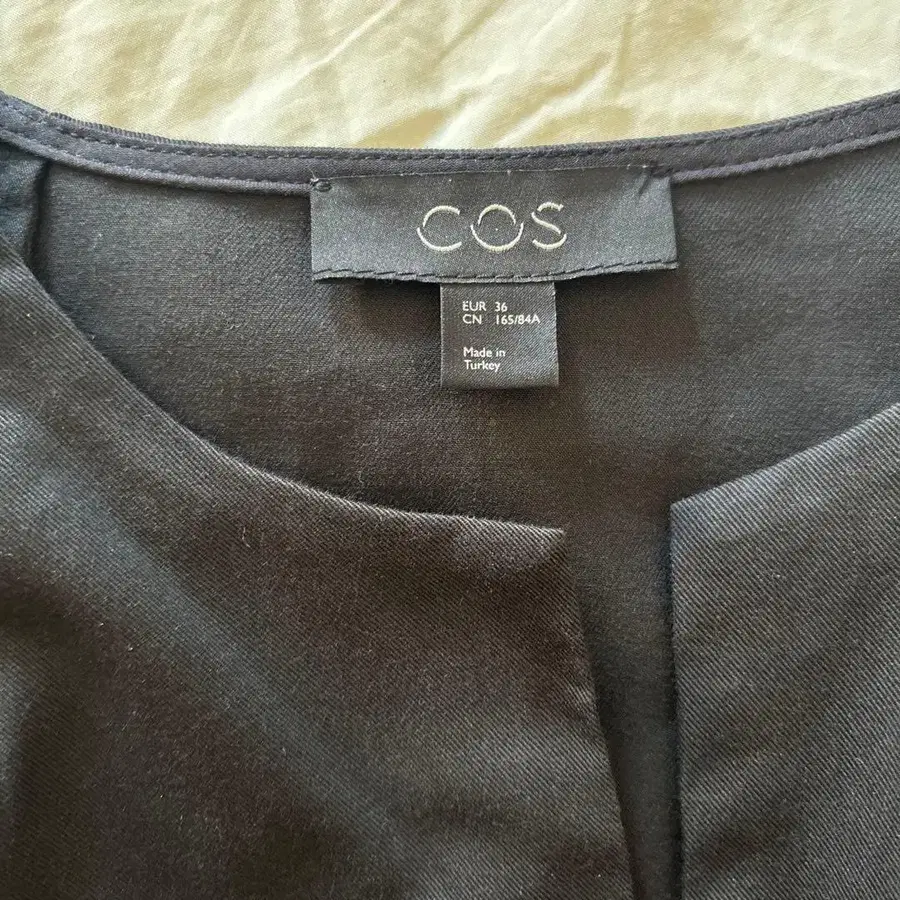 COS
EUR 36
CN 165/84A
Made in
Turkey